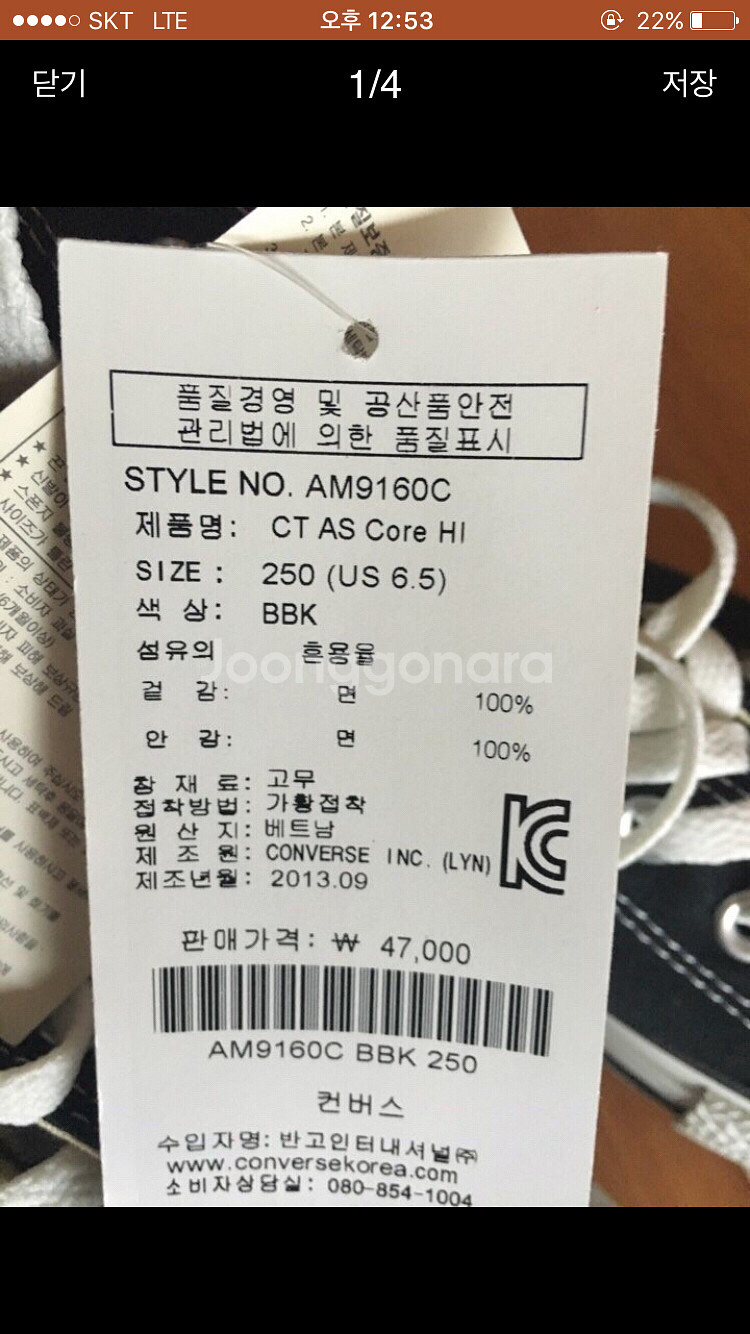 SKT LTE 오후 12:53 22%
닫기 1/4 저장
품질경영 및 공산품안전
관리법에 의한 품질표시
STYLE NO. AM9160C
제품명: CT AS Core HI
SIZE : 250 (US 6.5)
색 상: BBK
섬유의 혼용율
Joonggonara
겉 감: 면 100%
안 감: 면 100%
창 재 료: 고무
접착방법: 가황접착
원 산 지: 베트남
제 조 원: CONVERSE INC. (LYN)
제조년월: 2013.09
판매가격: ₩ 47,000
AM9160C BBK 250
컨버스
수입자명: 반고인터내셔널㈜
www.conversekorea.com
소비자상담실: 080-854-1004